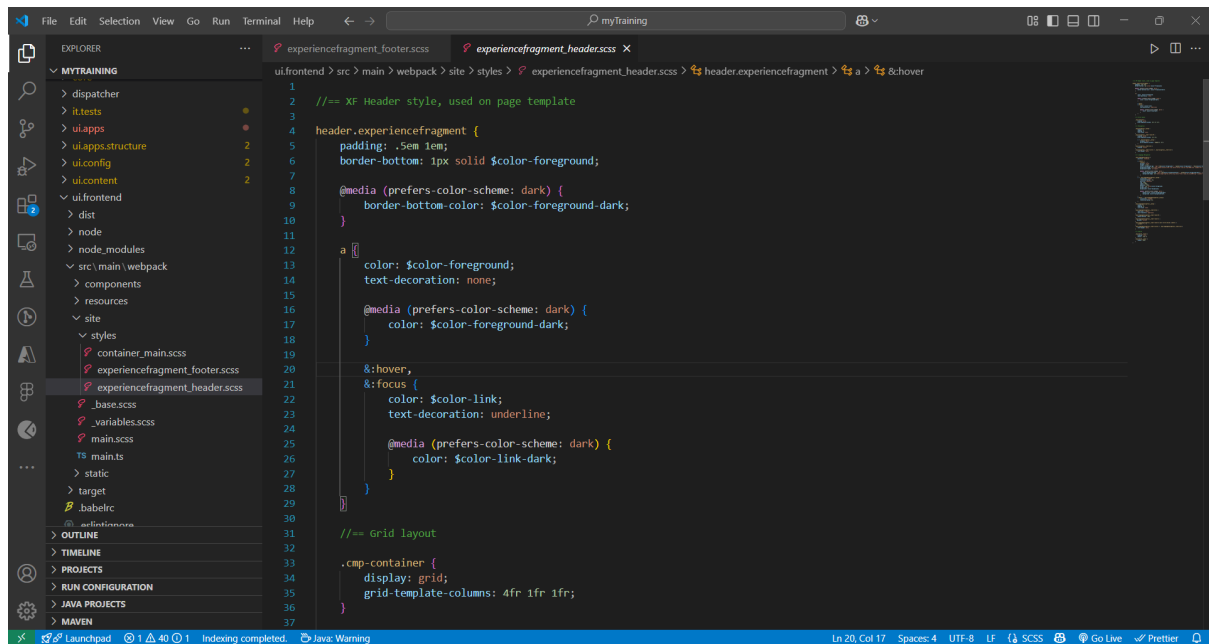 File Edit Selection View Go Run Terminal Help
myTraining
EXPLORER
MYTRAINING
dispatcher
it.tests
ui.apps
ui.apps.structure 2
ui.config 2
ui.content 2
ui.frontend
dist
node
node_modules
src\main\webpack
components
resources
site
styles
container_main.scss
experiencefragment_footer.scss
experiencefragment_header.scss
_base.scss
_variables.scss
main.scss
TS main.ts
static
target
.babelrc
.eslintignore
OUTLINE
TIMELINE
PROJECTS
RUN CONFIGURATION
JAVA PROJECTS
MAVEN
2
experiencefragment_footer.scss experiencefragment_header.scss
ui.frontend > src > main > webpack > site > styles > experiencefragment_header.scss > header.experiencefragment > a > &:hover
1
2 //== XF Header style, used on page template
3
4 header.experiencefragment {
5 padding: .5em 1em;
6 border-bottom: 1px solid $color-foreground;
7
8 @media (prefers-color-scheme: dark) {
9 border-bottom-color: $color-foreground-dark;
10 }
11
12 a {
13 color: $color-foreground;
14 text-decoration: none;
15
16 @media (prefers-color-scheme: dark) {
17 color: $color-foreground-dark;
18 }
19
20 &:hover,
21 &:focus {
22 color: $color-link;
23 text-decoration: underline;
24
25 @media (prefers-color-scheme: dark) {
26 color: $color-link-dark;
27 }
28 }
29 }
30
31 //== Grid layout
32
33 .cmp-container {
34 display: grid;
35 grid-template-columns: 4fr 1fr 1fr;
36 }
37
Launchpad 1 40 1 Indexing completed. Java: Warning Ln 20, Col 17 Spaces: 4 UTF-8 LF SCSS Go Live Prettier